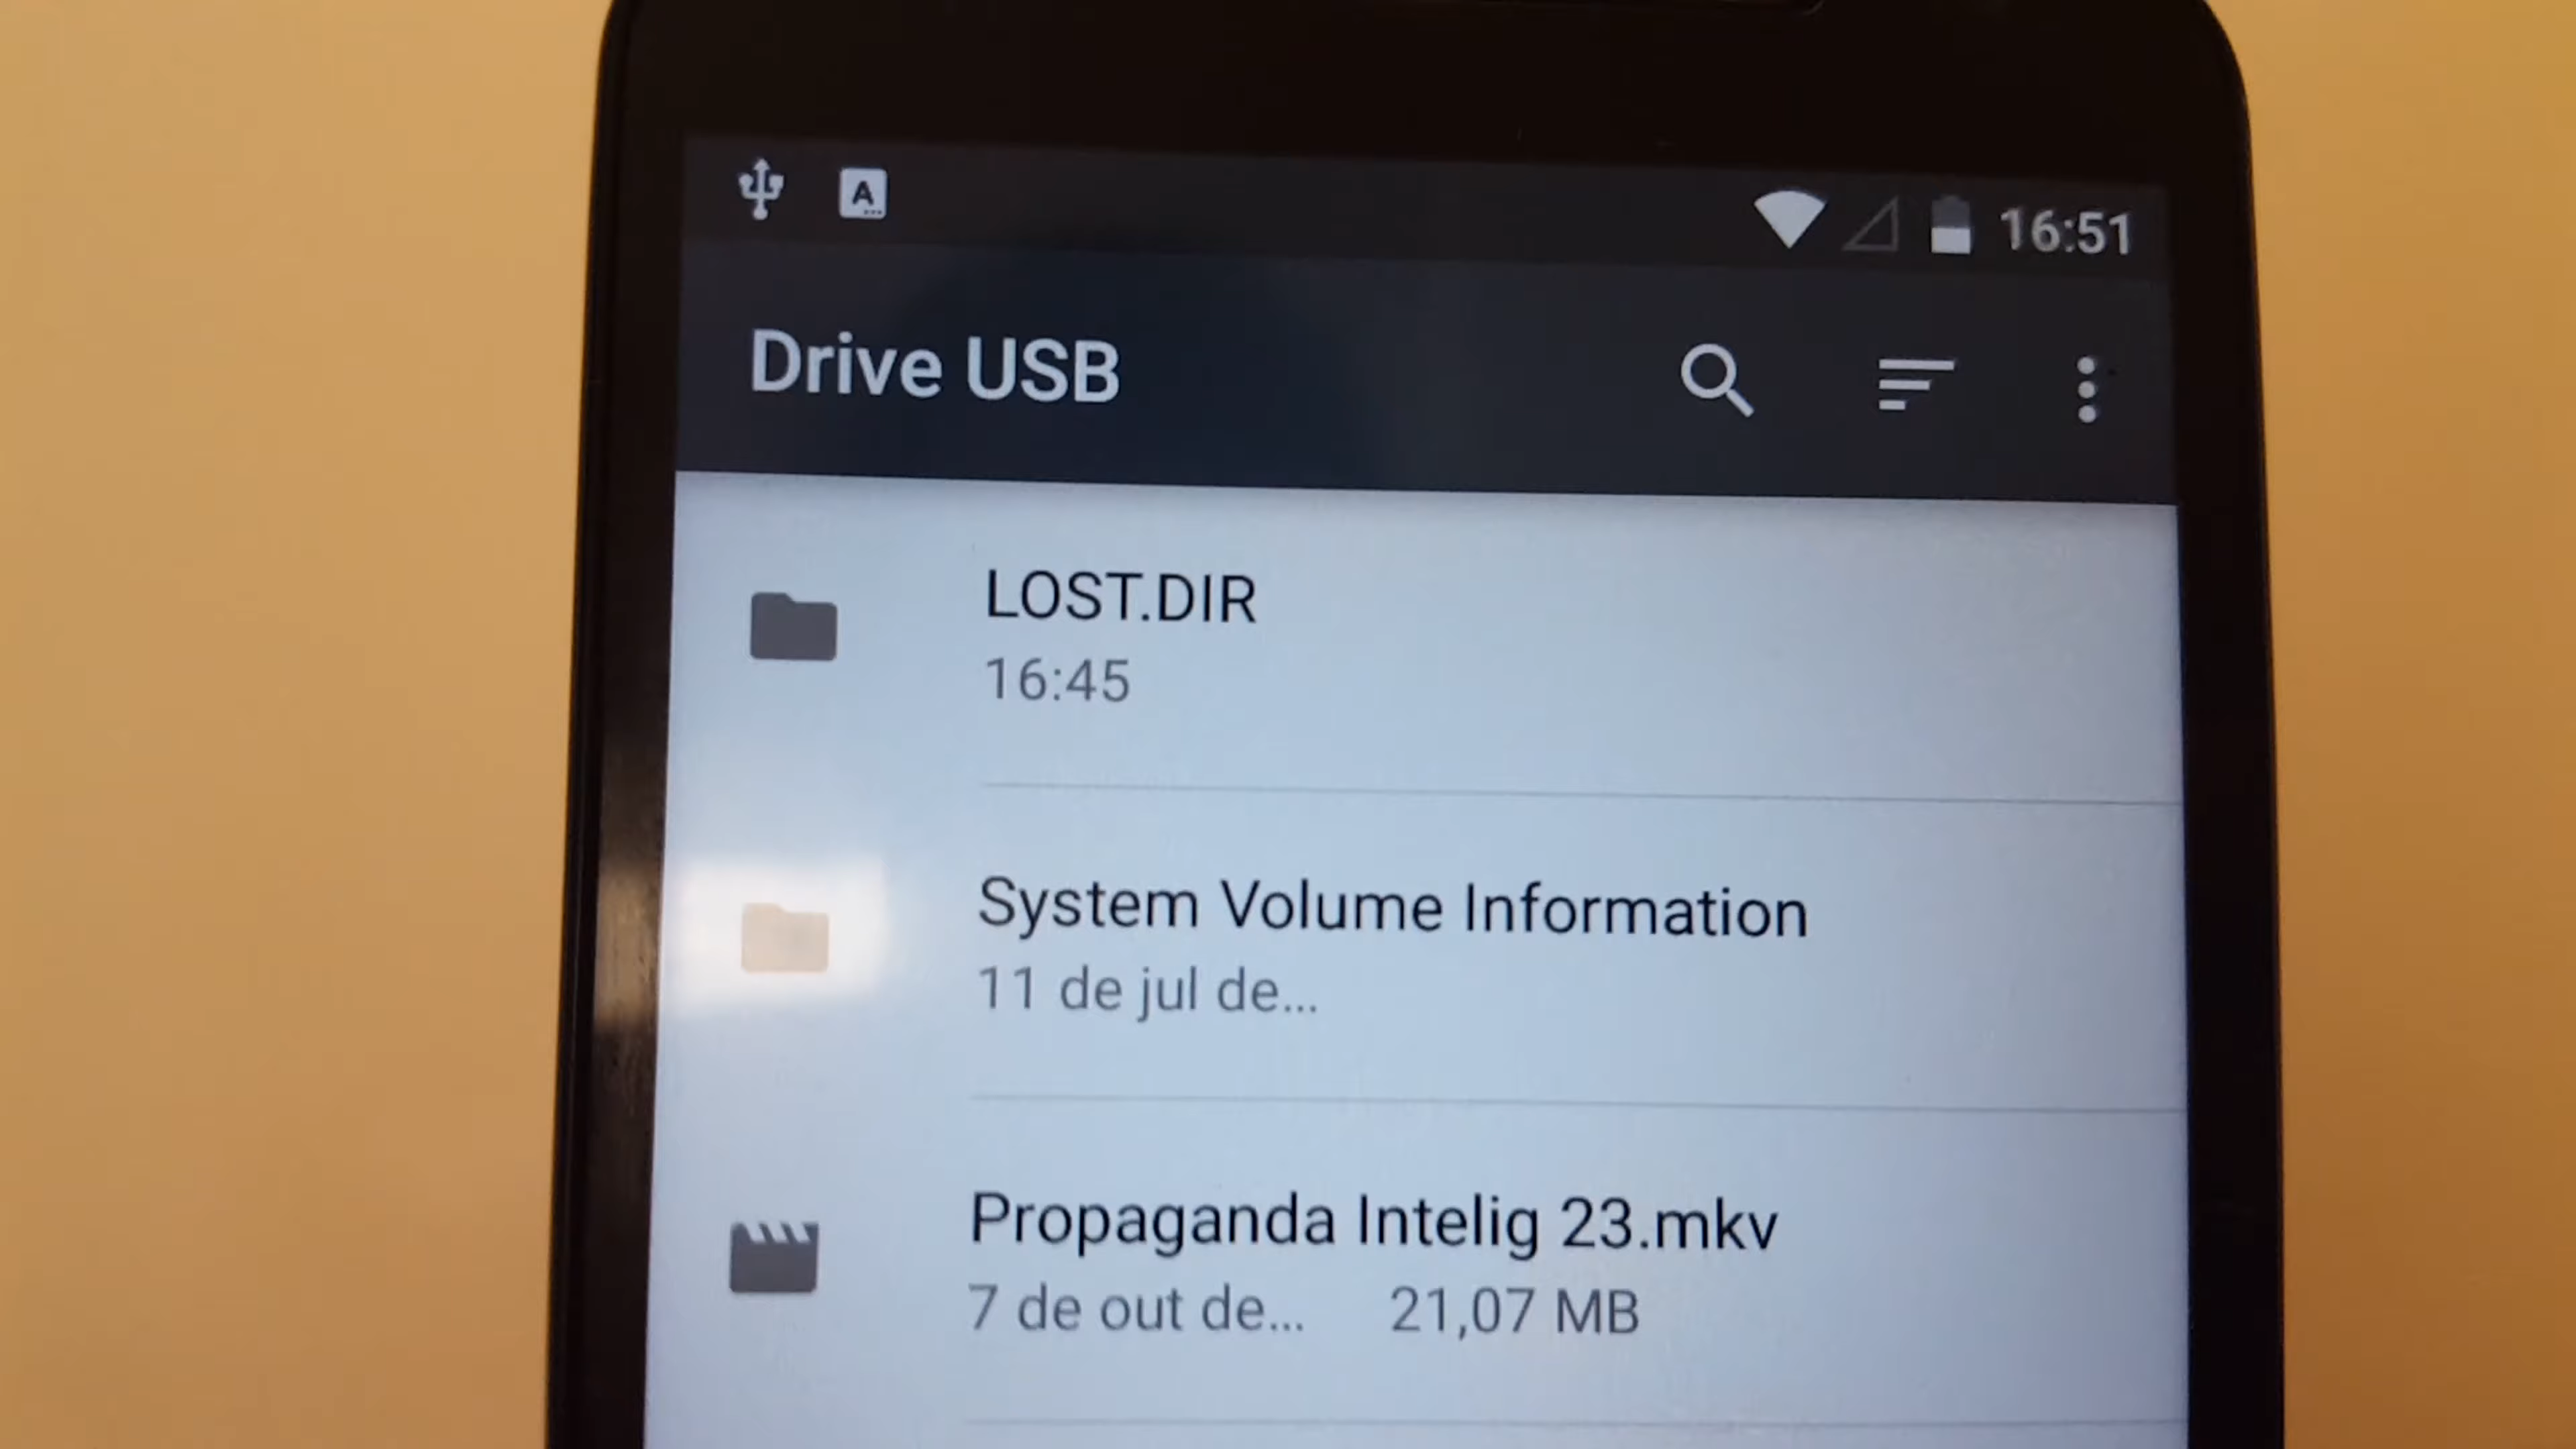 A
16:51
Drive USB
LOST.DIR
16:45
System Volume Information
11 de jul de...
Propaganda Intelig 23.mkv
7 de out de... 21,07 MB